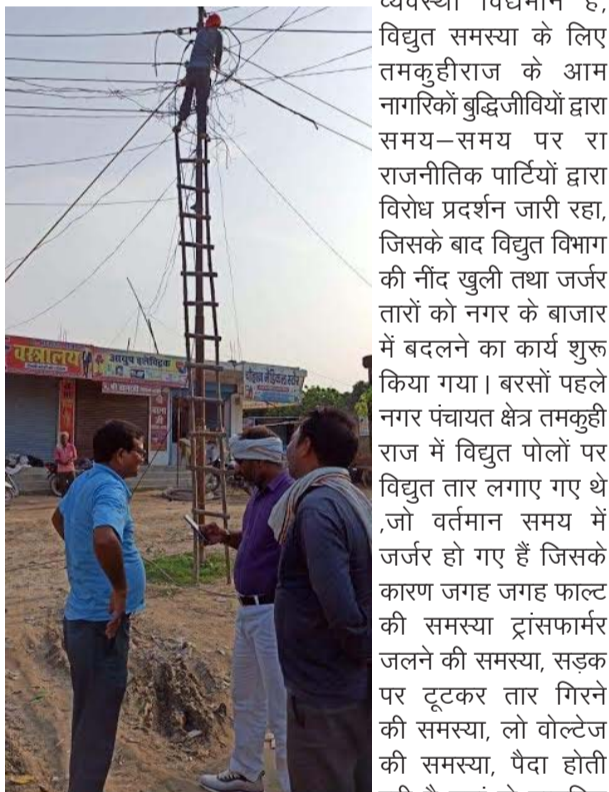 वस्त्रालय
आयुष इलेक्ट्रिक
चौहान मेडिकल स्टोर
व्यवस्था विद्यमान है,
विद्युत समस्या के लिए
तमकुहीराज के आम
नागरिकों बुद्धिजीवियों द्वारा
समय–समय पर रा
राजनीतिक पार्टियों द्वारा
विरोध प्रदर्शन जारी रहा,
जिसके बाद विद्युत विभाग
की नींद खुली तथा जर्जर
तारों को नगर के बाजार
में बदलने का कार्य शुरू
किया गया। बरसों पहले
नगर पंचायत क्षेत्र तमकुही
राज में विद्युत पोलों पर
विद्युत तार लगाए गए थे
,जो वर्तमान समय में
जर्जर हो गए हैं जिसके
कारण जगह जगह फाल्ट
की समस्या ट्रांसफार्मर
जलने की समस्या, सड़क
पर टूटकर तार गिरने
की समस्या, लो वोल्टेज
की समस्या, पैदा होती